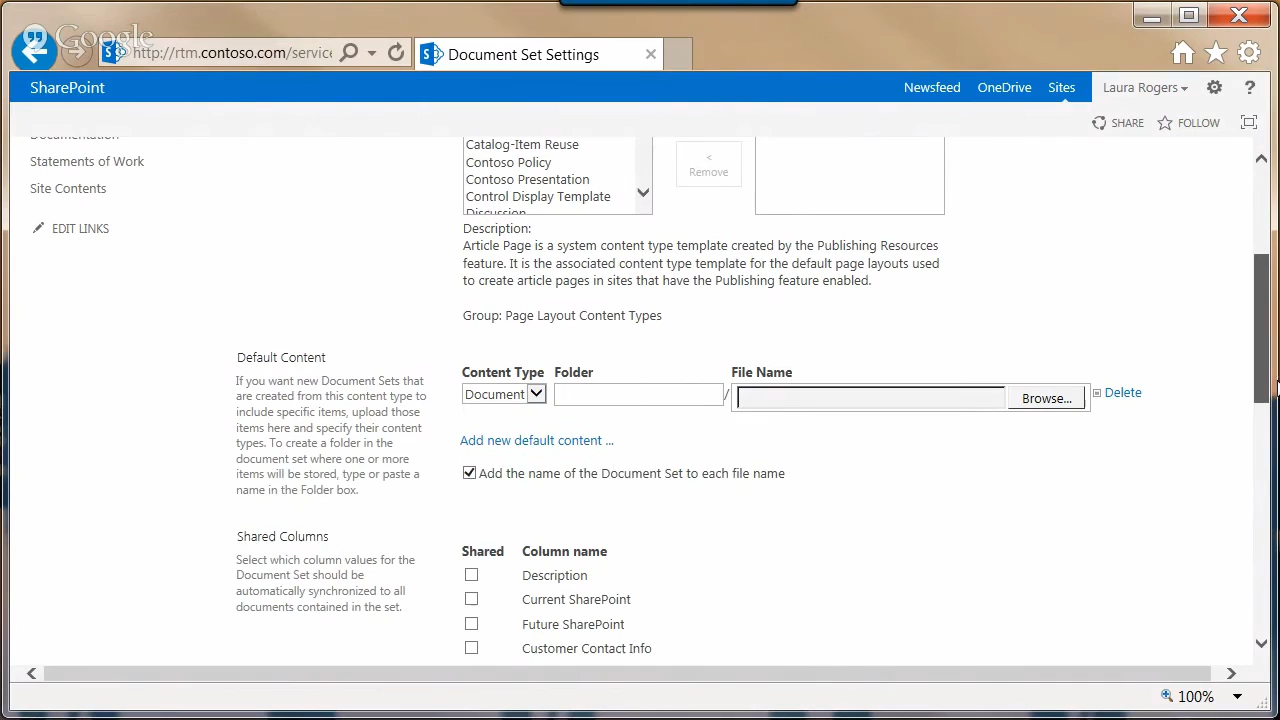 Google
http://rtm.contoso.com/service
Document Set Settings
SharePoint
Newsfeed
OneDrive
Sites
Laura Rogers
?
SHARE
FOLLOW
Documentation
Statements of Work
Site Contents
EDIT LINKS
Catalog-Item Reuse
Contoso Policy
Contoso Presentation
Control Display Template
Discussion
<
Remove
Description:
Article Page is a system content type template created by the Publishing Resources
feature. It is the associated content type template for the default page layouts used
to create article pages in sites that have the Publishing feature enabled.
Group: Page Layout Content Types
Default Content
If you want new Document Sets that
are created from this content type to
include specific items, upload those
items here and specify their content
types. To create a folder in the
document set where one or more
items will be stored, type or paste a
name in the Folder box.
Content Type Folder File Name
Document / Browse... Delete
Add new default content ...
Add the name of the Document Set to each file name
Shared Columns
Select which column values for the
Document Set should be
automatically synchronized to all
documents contained in the set.
Shared Column name
Description
Current SharePoint
Future SharePoint
Customer Contact Info
100%